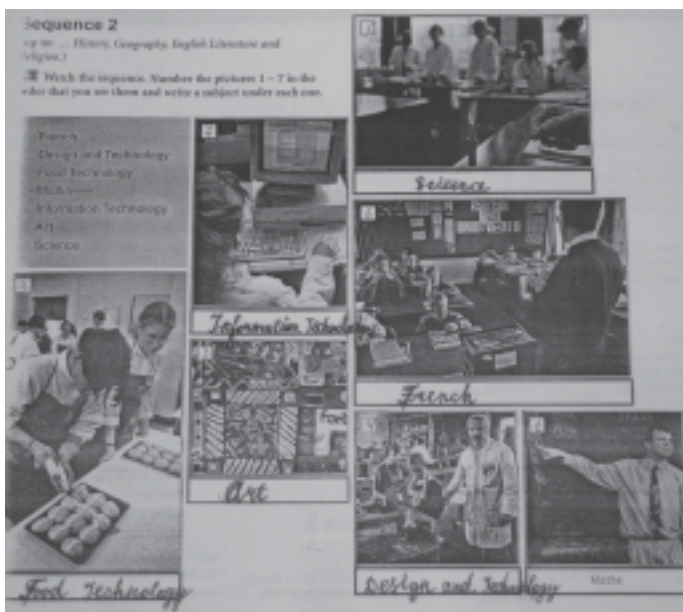 Sequence 2
History, Geography, English Literature and
religion.)
Watch the sequence. Number the pictures 1 – 7 in the
order that you see them and write a subject under each one.
French
Design and Technology
Food Technology
Maths
Information Technology
Art
Science
Science
Information Technology
French
Art
Food Technology
Design and Technology
Maths